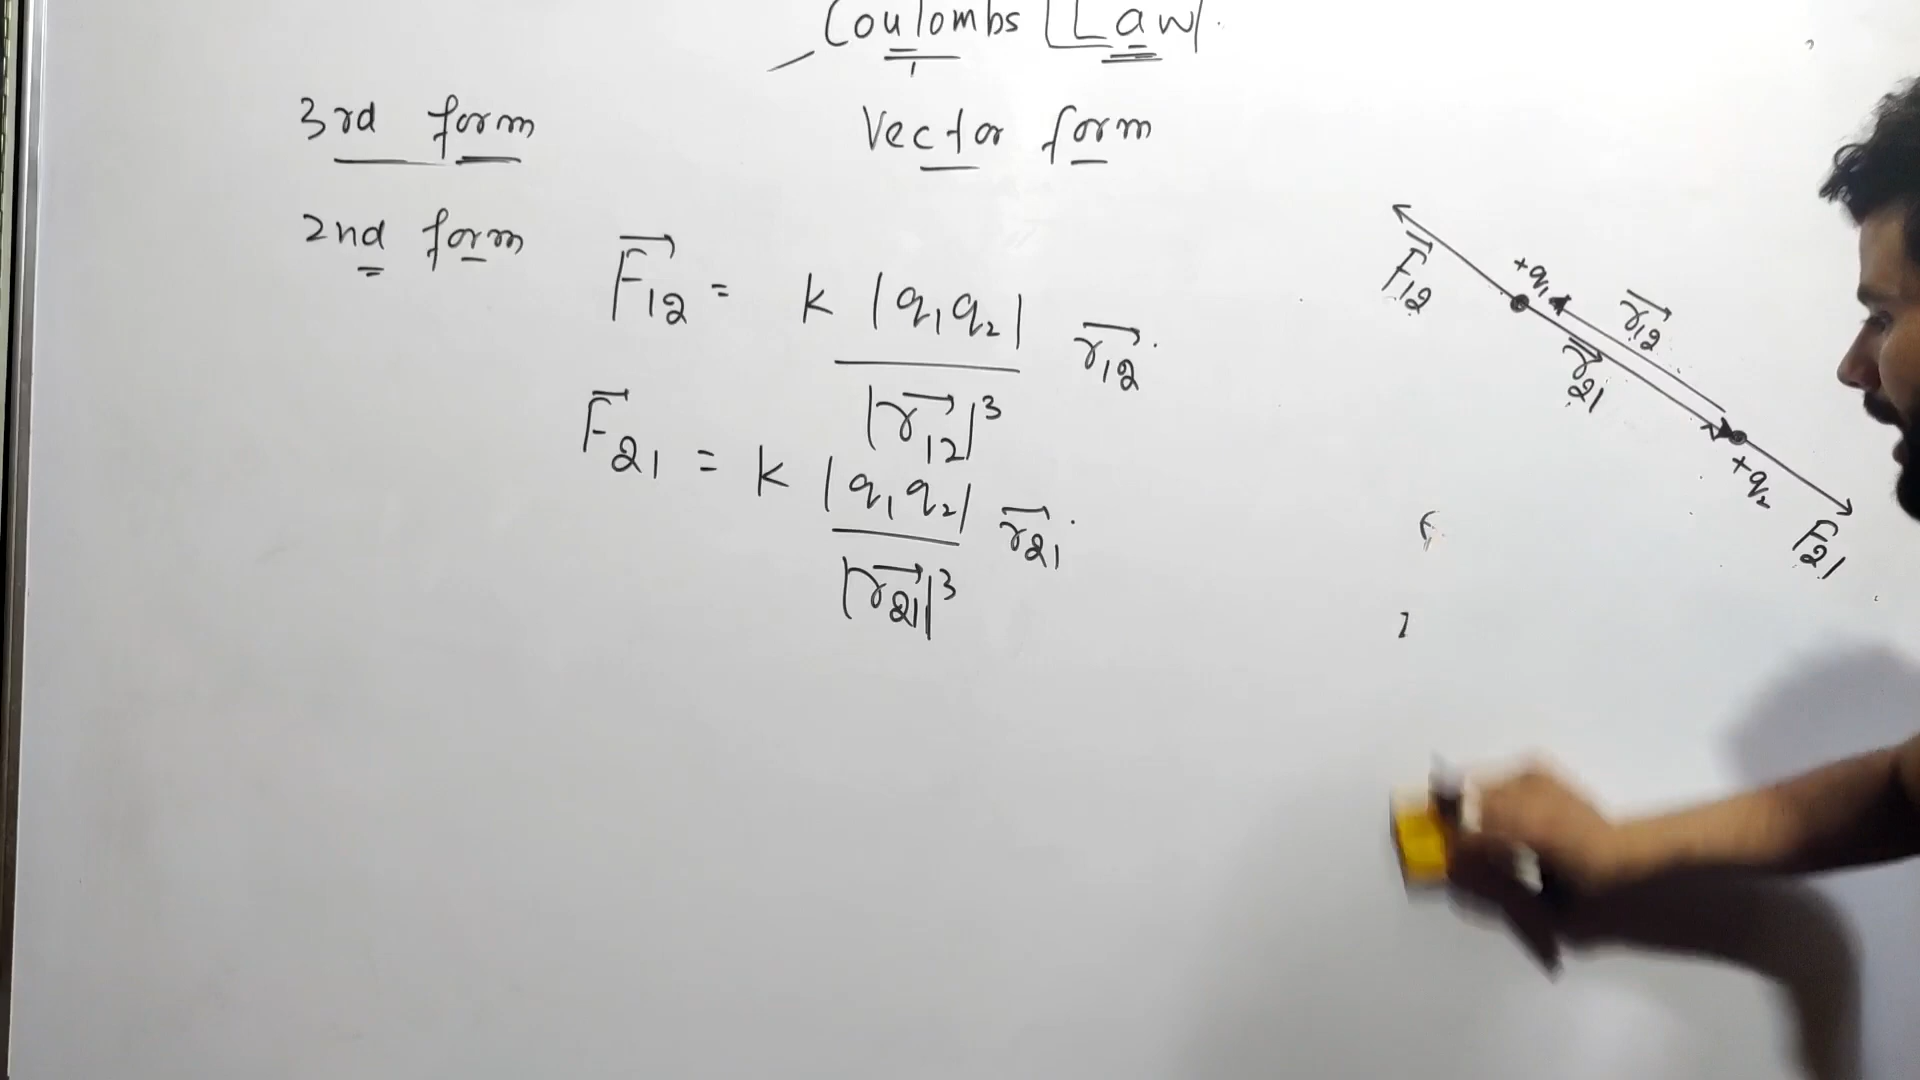 Coulombs Law
3rd form
Vector form
2nd form
F⃗12 = k |q1q2| / |r⃗12|³ r⃗12
F⃗21 = k |q1q2| / |r⃗21|³ r⃗21
F⃗12
+q1
r⃗12
r⃗21
+q2
F21